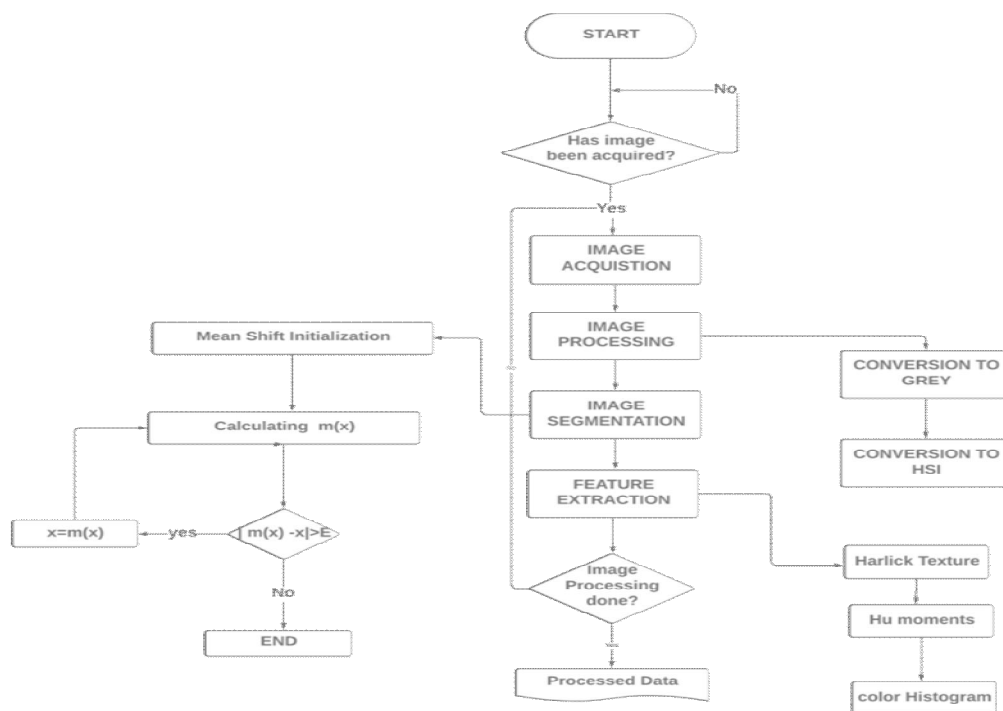 START
No
Has image
been acquired?
Yes
IMAGE
ACQUISTION
IMAGE
PROCESSING
IMAGE
SEGMENTATION
FEATURE
EXTRACTION
Image
Processing
done?
Yes
Processed Data
Mean Shift Initialization
Calculating m(x)
| m(x) -x|>E
yes
x=m(x)
No
END
CONVERSION TO
GREY
CONVERSION TO
HSI
Harlick Texture
Hu moments
color Histogram